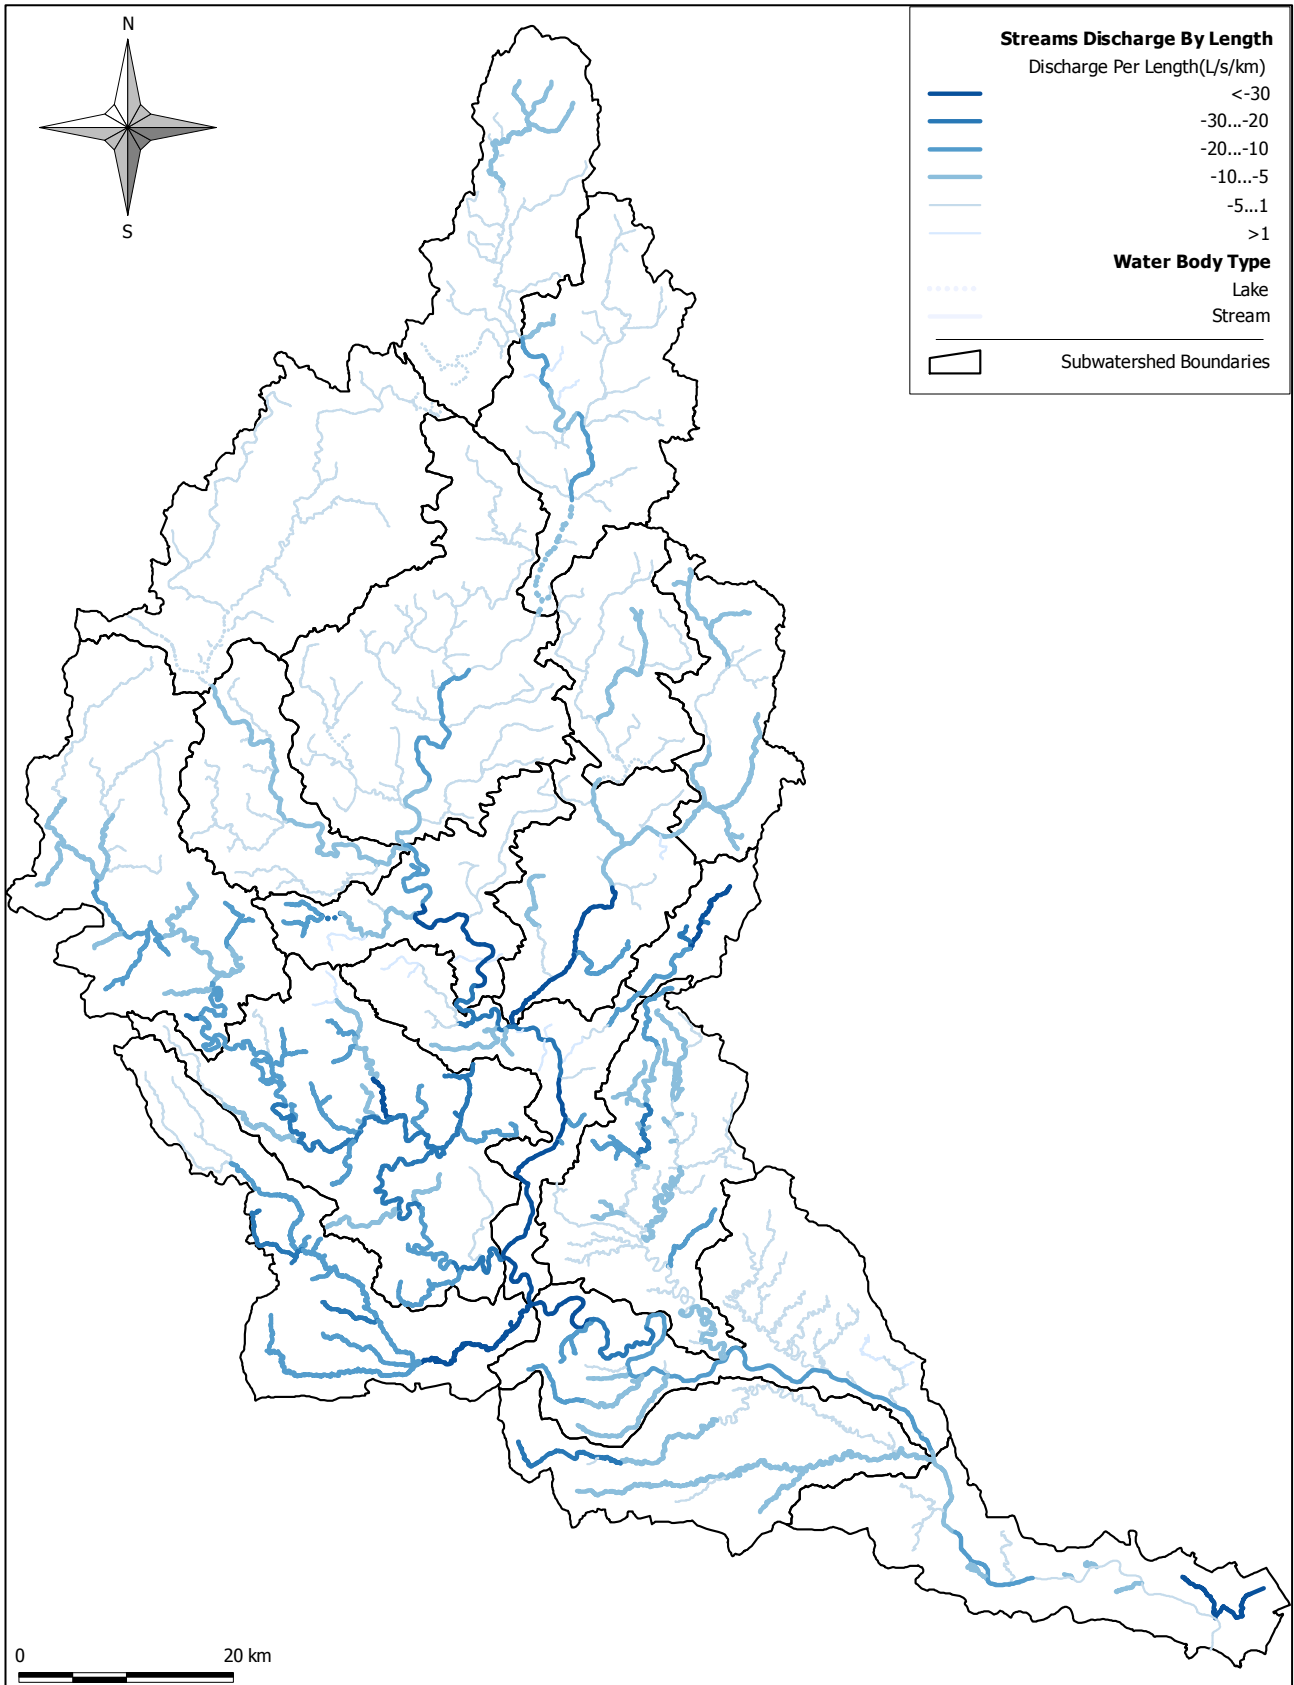 N
S
Streams Discharge By Length
Discharge Per Length(L/s/km)
<-30
-30...-20
-20...-10
-10...-5
-5...1
>1
Water Body Type
Lake
Stream
Subwatershed Boundaries
0 20 km